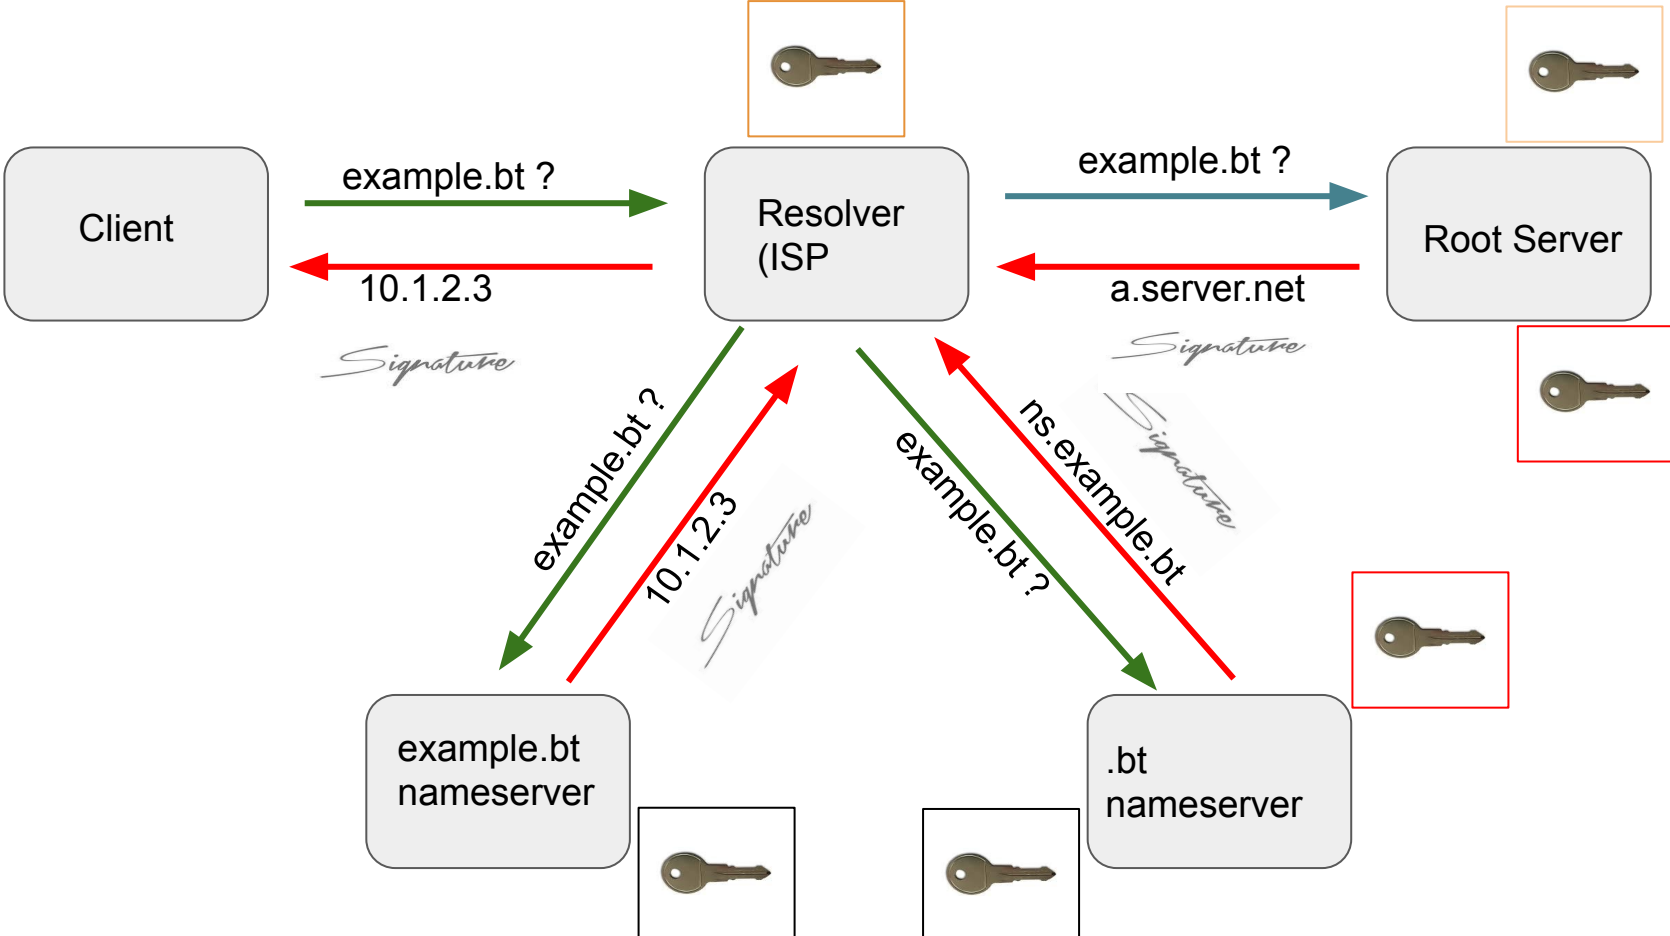 example.bt ?
example.bt ?
Client
Resolver
(ISP
Root Server
10.1.2.3
a.server.net
Signature
Signature
example.bt ?
10.1.2.3
Signature
example.bt ?
ns.example.bt
Signature
example.bt
nameserver
.bt
nameserver